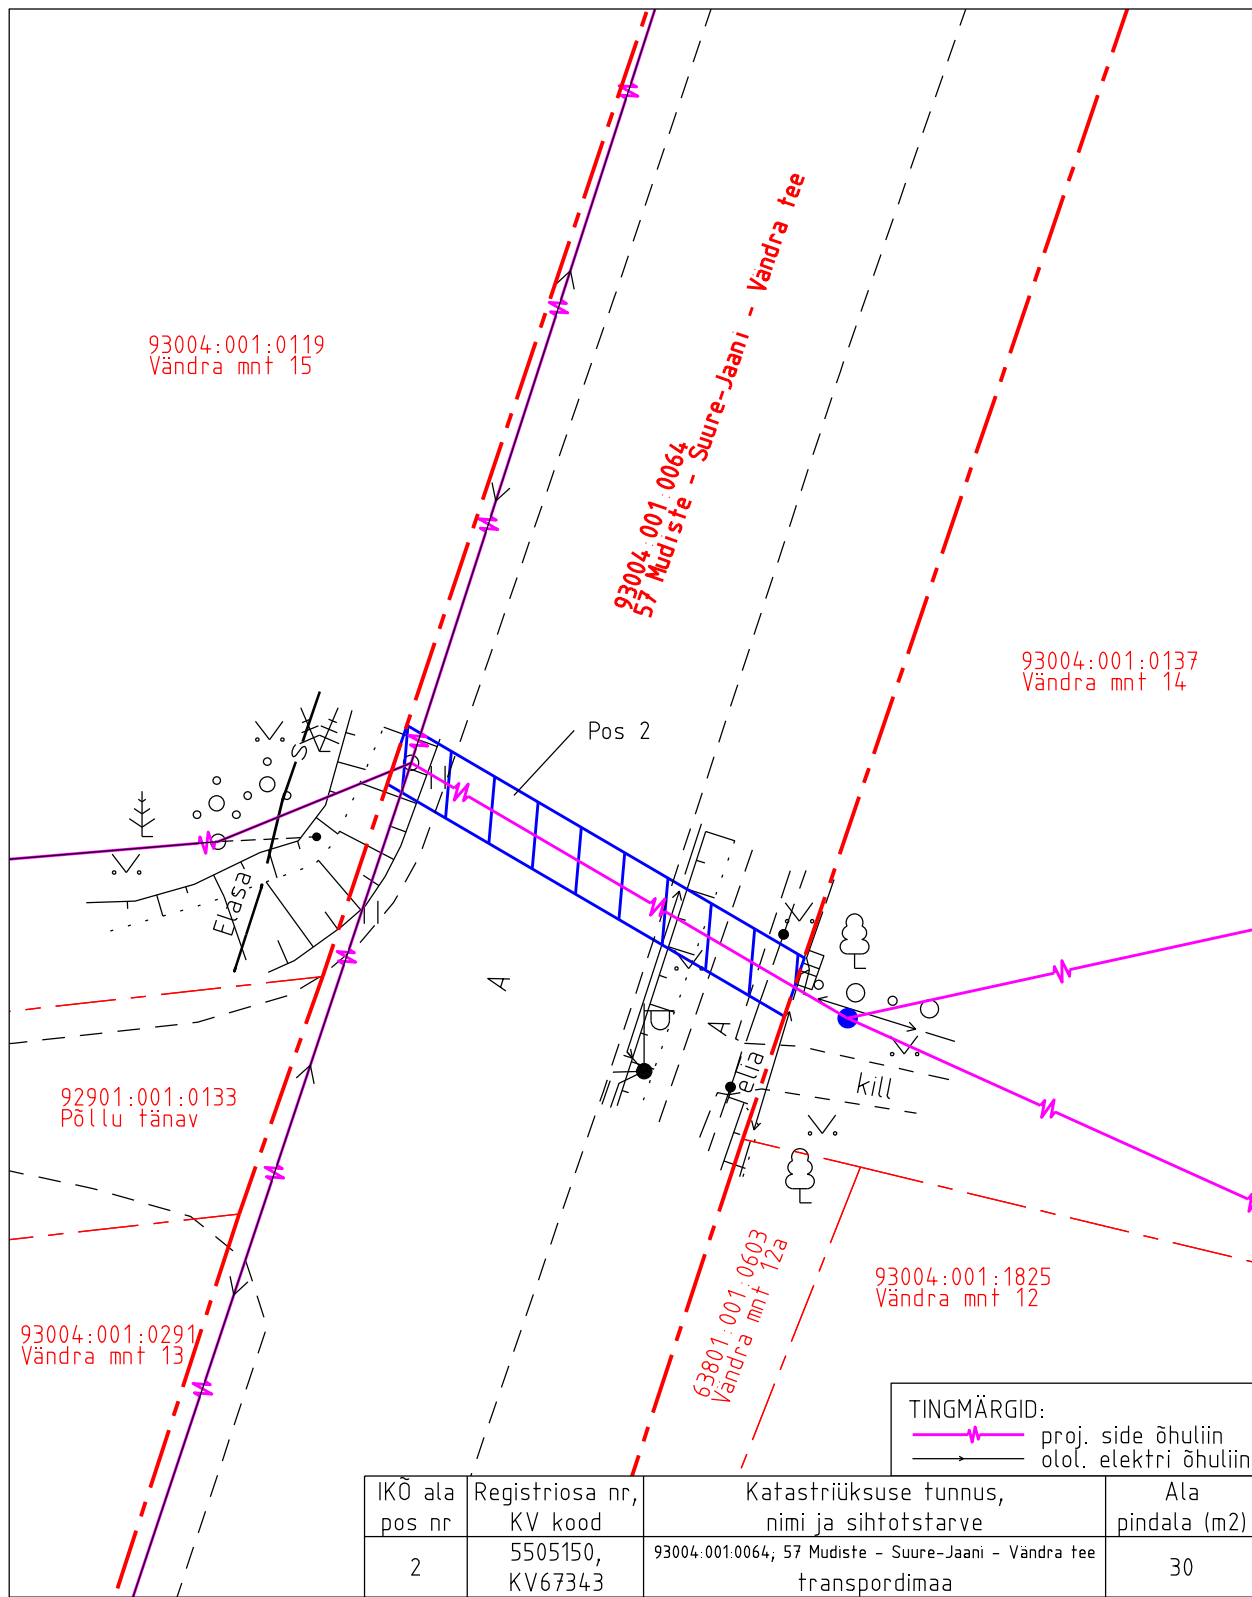 93004:001:0119
Vändra mnt 15
93004:001:0064
57 Mudiste - Suure-Jaani - Vändra tee
93004:001:0137
Vändra mnt 14
Pos 2
S
Elasa
A
A
D
Telia
kill
92901:001:0133
Põllu tänav
63801:001:0603
Vändra mnt 12a
93004:001:1825
Vändra mnt 12
93004:001:0291
Vändra mnt 13
TINGMÄRGID:
proj. side õhuliin
olol. elektri õhuliin
IKÕ ala pos nr
Registriosa nr, KV kood
Katastriüksuse tunnus, nimi ja sihtotstarve
Ala pindala (m2)
2
5505150, KV67343
93004:001:0064; 57 Mudiste - Suure-Jaani - Vändra tee
transpordimaa
30